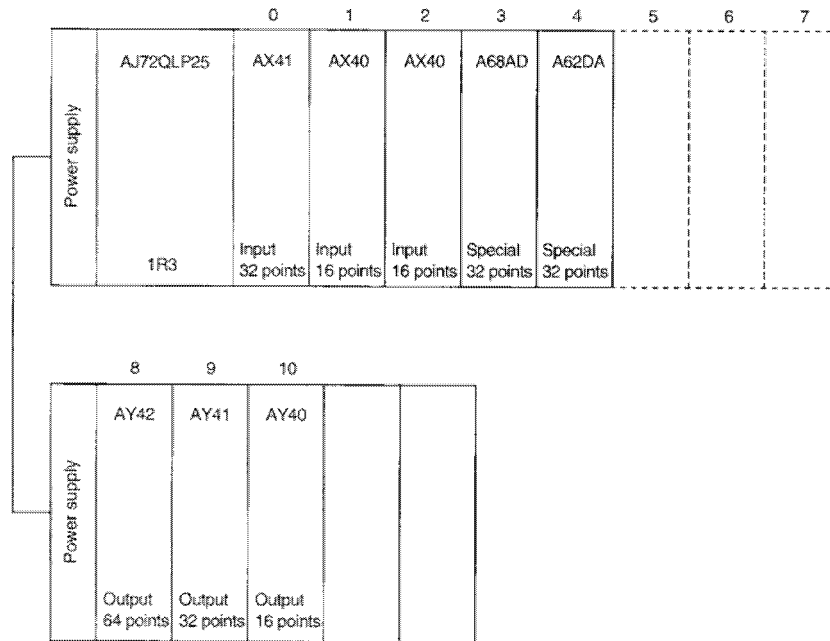 0 1 2 3 4 5 6 7
AJ72QLP25 AX41 AX40 AX40 A68AD A62DA
Power supply
1R3
Input
32 points
Input
16 points
Input
16 points
Special
32 points
Special
32 points
8 9 10
AY42 AY41 AY40
Power supply
Output
64 points
Output
32 points
Output
16 points